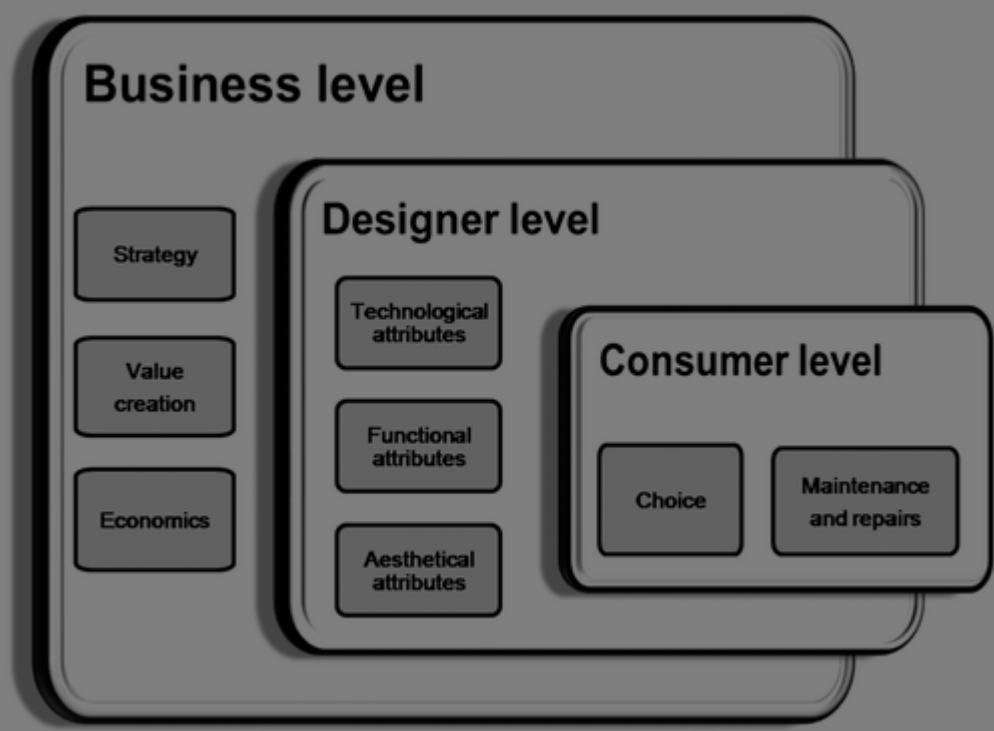 Business level
Strategy
Value
creation
Economics
Designer level
Technological
attributes
Functional
attributes
Aesthetical
attributes
Consumer level
Choice
Maintenance
and repairs